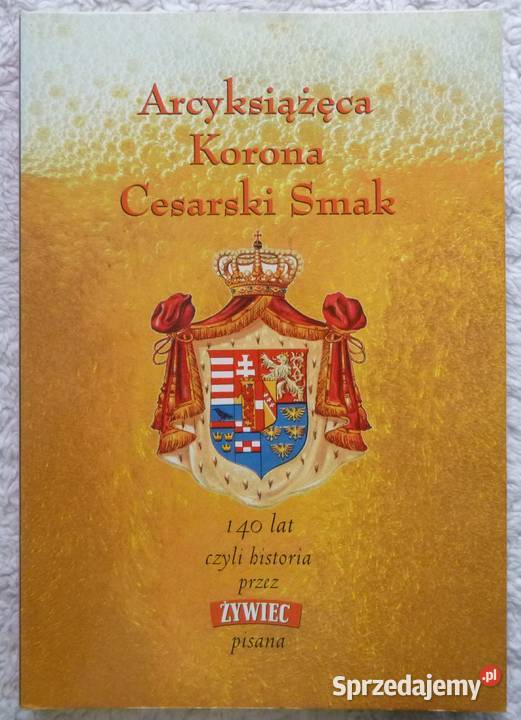 Arcyksiążęca
Korona
Cesarski Smak
140 lat
czyli historia
przez
ŻYWIEC
pisana
Sprzedajemy.pl